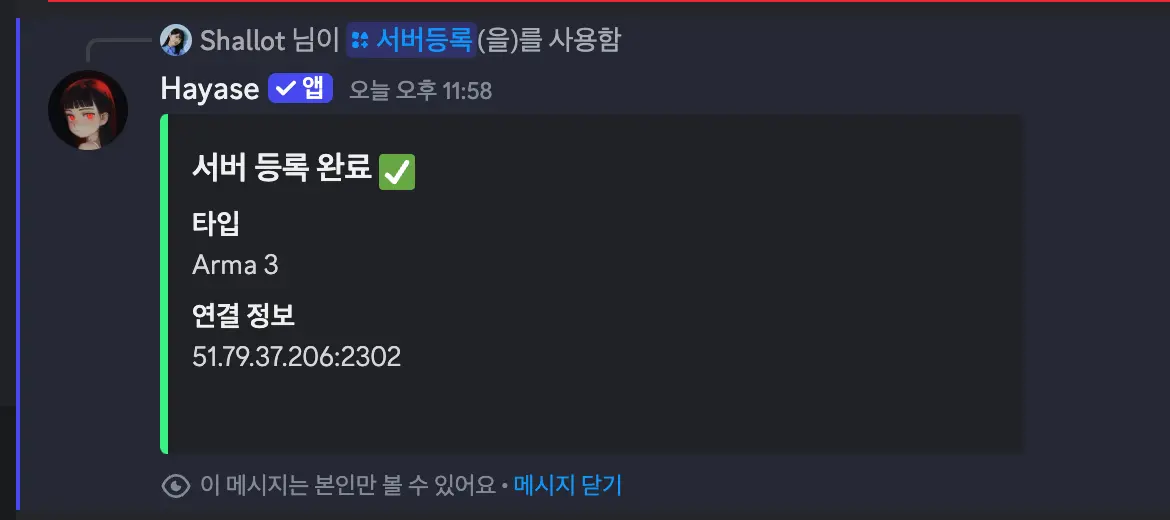 Shallot 님이 서버등록(을)를 사용함
Hayase 앱 오늘 오후 11:58
서버 등록 완료
타입
Arma 3
연결 정보
51.79.37.206:2302
이 메시지는 본인만 볼 수 있어요 • 메시지 닫기